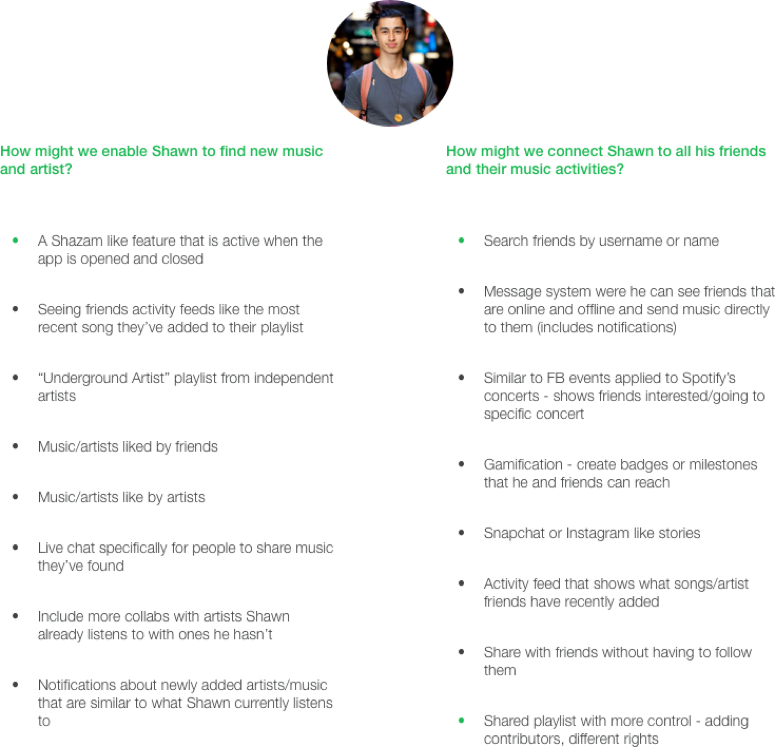 How might we enable Shawn to find new music
and artist?
• A Shazam like feature that is active when the
app is opened and closed
• Seeing friends activity feeds like the most
recent song they’ve added to their playlist
• “Underground Artist” playlist from independent
artists
• Music/artists liked by friends
• Music/artists like by artists
• Live chat specifically for people to share music
they’ve found
• Include more collabs with artists Shawn
already listens to with ones he hasn’t
• Notifications about newly added artists/music
that are similar to what Shawn currently listens
to
How might we connect Shawn to all his friends
and their music activities?
• Search friends by username or name
• Message system were he can see friends that
are online and offline and send music directly
to them (includes notifications)
• Similar to FB events applied to Spotify’s
concerts - shows friends interested/going to
specific concert
• Gamification - create badges or milestones
that he and friends can reach
• Snapchat or Instagram like stories
• Activity feed that shows what songs/artist
friends have recently added
• Share with friends without having to follow
them
• Shared playlist with more control - adding
contributors, different rights